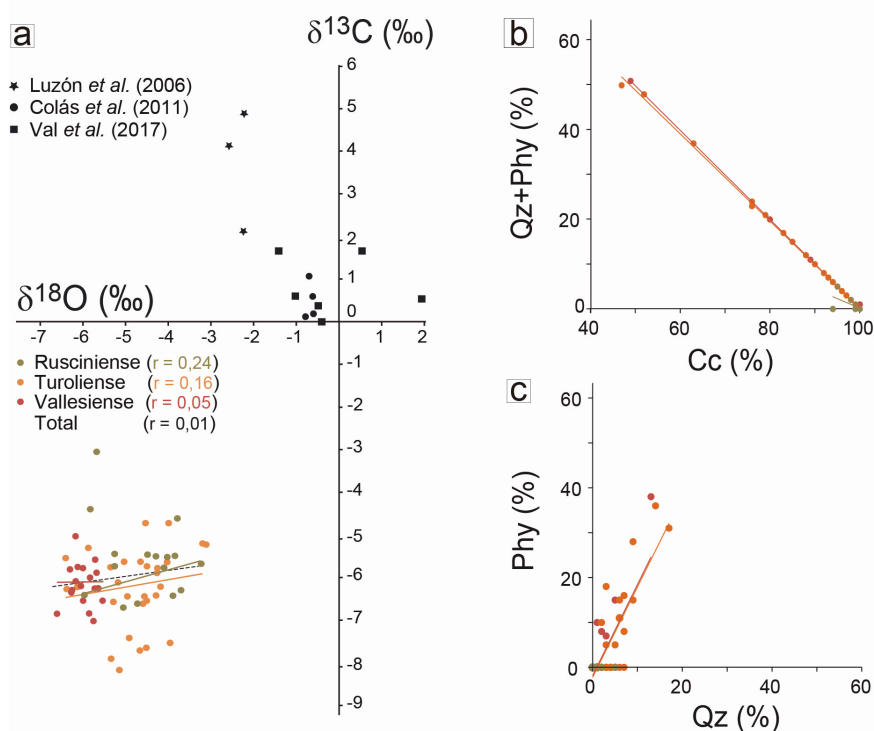 a
δ¹³C (‰)
Luzón et al. (2006)
Colás et al. (2011)
Val et al. (2017)
6
5
4
3
2
1
0
δ¹⁸O (‰)
-7 -6 -5 -4 -3 -2 -1 1 2
-1
-2
-3
-4
-5
-6
-7
-8
-9
Rusciniense (r = 0,24)
Turoliense (r = 0,16)
Vallesiense (r = 0,05)
Total (r = 0,01)
b
Qz+Phy (%)
60
40
20
0
40 60 80 100
Cc (%)
c
Phy (%)
60
40
20
0
0 20 40 60
Qz (%)